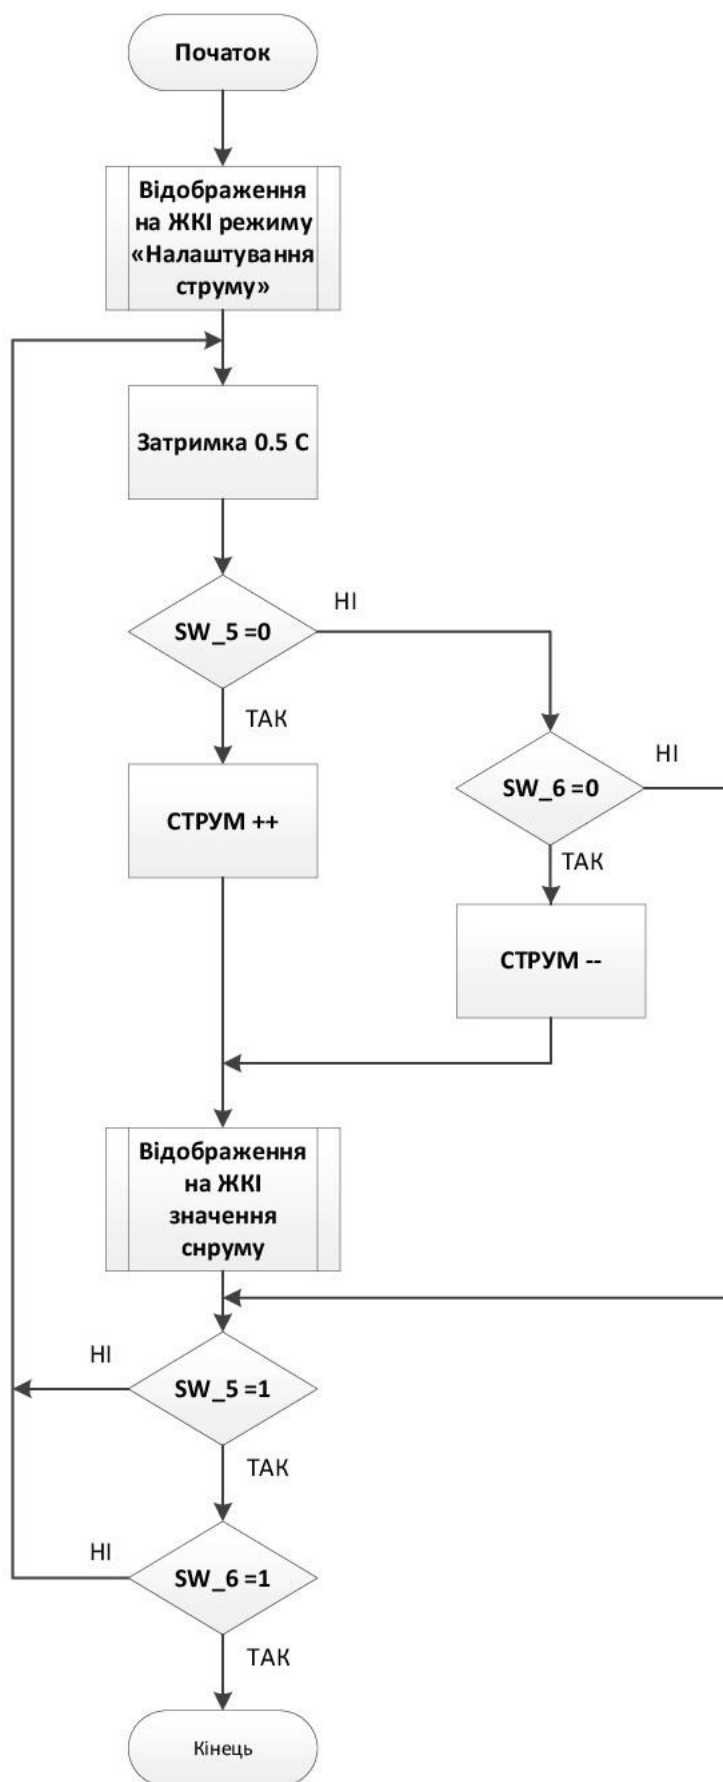 Початок
Відображення
на ЖКІ режиму
«Налаштування
струму»
Затримка 0.5 С
SW_5 =0
НІ
ТАК
СТРУМ ++
SW_6 =0
НІ
ТАК
СТРУМ --
Відображення
на ЖКІ
значення
снруму
НІ
SW_5 =1
ТАК
НІ
SW_6 =1
ТАК
Кінець